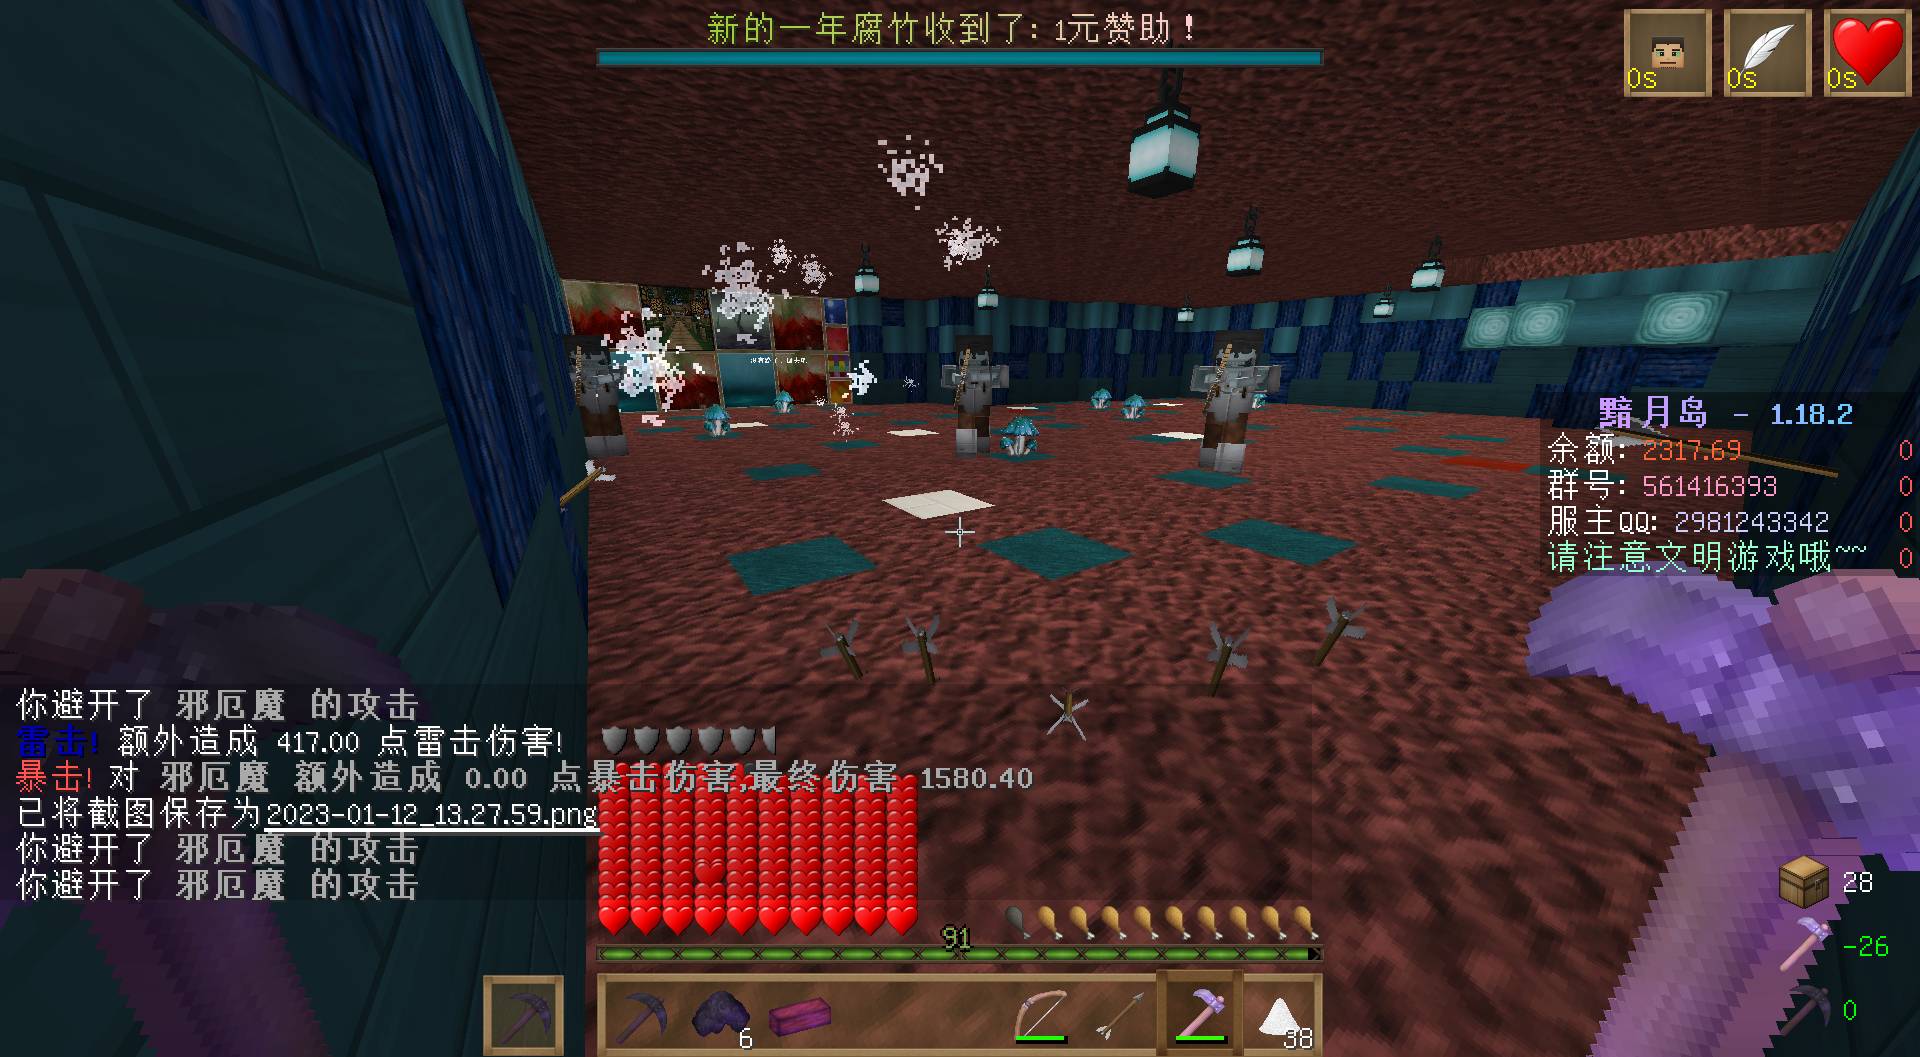 新的一年腐竹收到了: 1元赞助!
0s
0s
0s
黯月岛 - 1.18.2
余额: 2317.69 0
群号: 561416393 0
服主QQ: 2981243342 0
请注意文明游戏哦~~ 0
你避开了 邪厄魔 的攻击
雷击! 额外造成 417.00 点雷击伤害!
暴击! 对 邪厄魔 额外造成 0.00 点暴击伤害,最终伤害 1580.40
已将截图保存为2023-01-12_13.27.59.png
你避开了 邪厄魔 的攻击
你避开了 邪厄魔 的攻击
28
91
-26
0
6
38